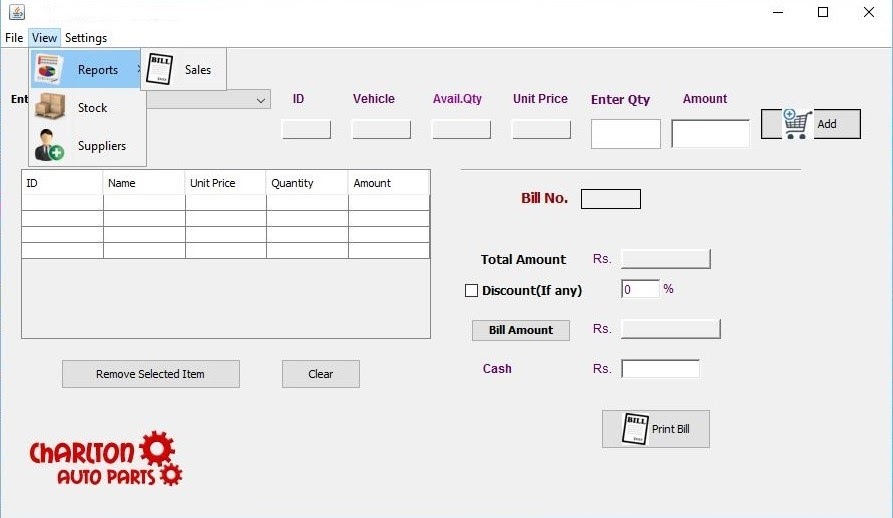 File View Settings
Reports Sales
Stock
Suppliers
Ent
ID Vehicle Avail.Qty Unit Price Enter Qty Amount
Add
ID Name Unit Price Quantity Amount
Bill No.
Total Amount Rs.
Discount(If any) 0 %
Bill Amount Rs.
Cash Rs.
Remove Selected Item Clear
BILL Print Bill
CHARLTON
AUTO PARTS